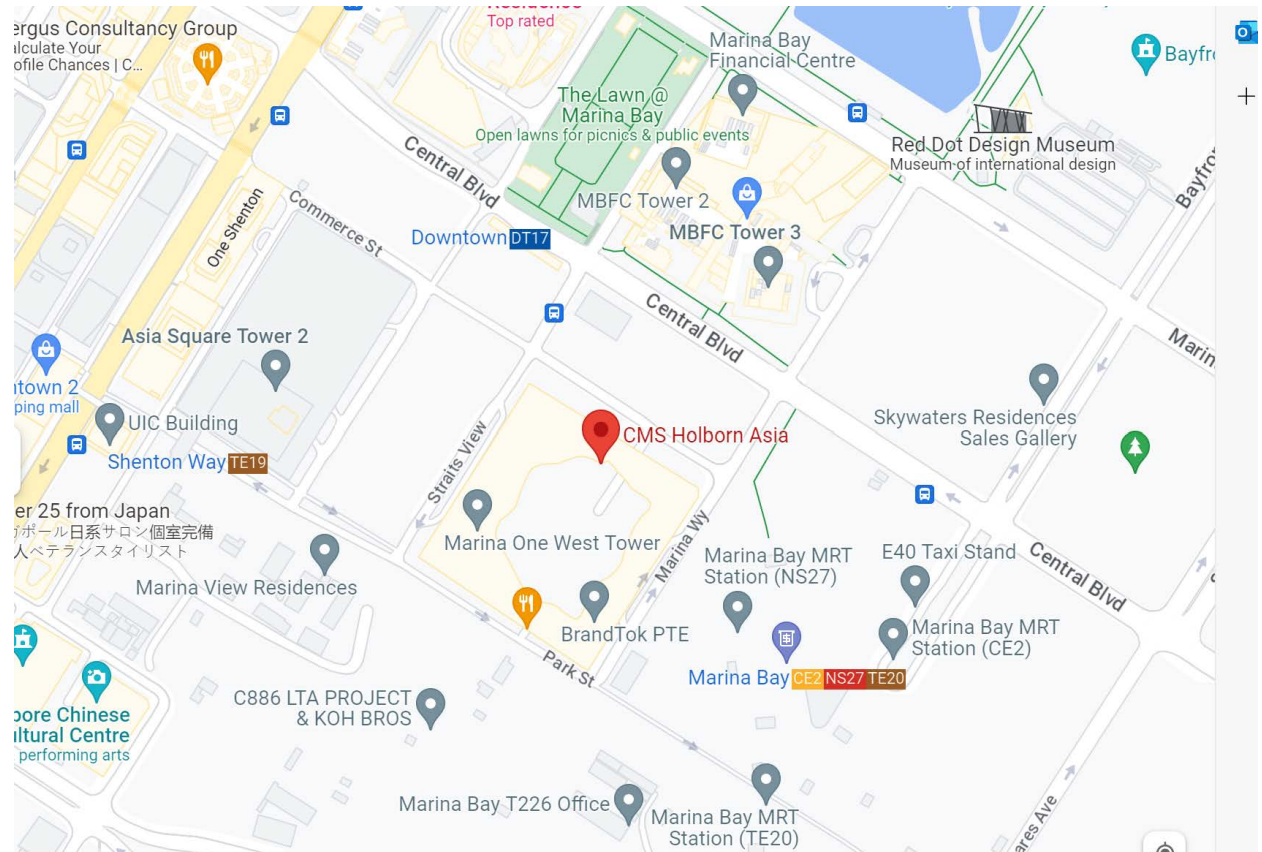 Top rated
ergus Consultancy Group
alculate Your
ofile Chances | C...
Marina Bay
Financial Centre
Bayfr
The Lawn @
Marina Bay
Open lawns for picnics & public events
Red Dot Design Museum
Museum of international design
Central Blvd
MBFC Tower 2
Bayfro
Commerce St
One Shenton
Downtown DT17
MBFC Tower 3
Central Blvd
Asia Square Tower 2
Marin
ntown 2
ping mall
UIC Building
Skywaters Residences
Sales Gallery
CMS Holborn Asia
Shenton Way TE19
Straits View
er 25 from Japan
ガポール日系サロン個室完備
人ベテランスタイリスト
Marina One West Tower
Marina Wy
Marina Bay MRT
Station (NS27)
E40 Taxi Stand
Central Blvd
Marina View Residences
BrandTok PTE
Marina Bay MRT
Station (CE2)
Park St
Marina Bay CE2 NS27 TE20
C886 LTA PROJECT
& KOH BROS
pore Chinese
ultural Centre
performing arts
Marina Bay T226 Office
Marina Bay MRT
Station (TE20)
ares Ave